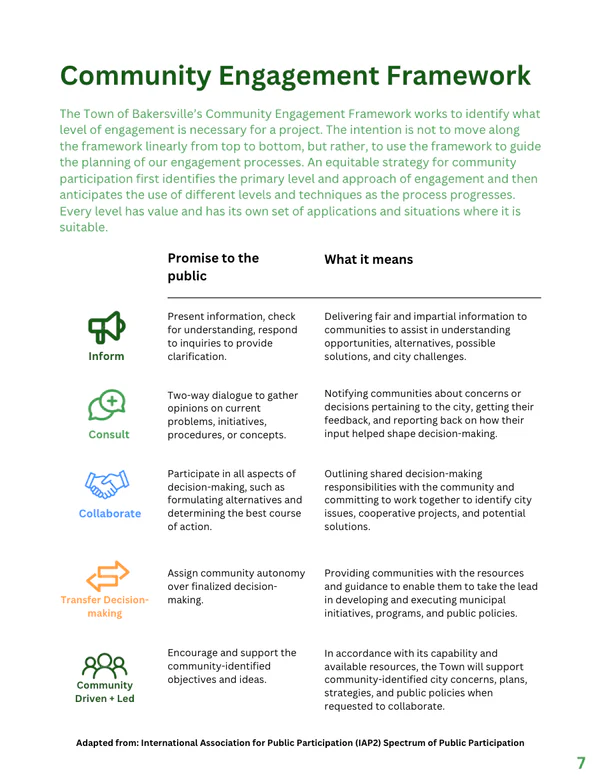 Community Engagement Framework
The Town of Bakersville's Community Engagement Framework works to identify what
level of engagement is necessary for a project. The intention is not to move along
the framework linearly from top to bottom, but rather, to use the framework to guide
the planning of our engagement processes. An equitable strategy for community
participation first identifies the primary level and approach of engagement and then
anticipates the use of different levels and techniques as the process progresses.
Every level has value and has its own set of applications and situations where it is
suitable.
Promise to the
public
What it means
Inform
Present information, check
for understanding, respond
to inquiries to provide
clarification.
Delivering fair and impartial information to
communities to assist in understanding
opportunities, alternatives, possible
solutions, and city challenges.
Consult
Two-way dialogue to gather
opinions on current
problems, initiatives,
procedures, or concepts.
Notifying communities about concerns or
decisions pertaining to the city, getting their
feedback, and reporting back on how their
input helped shape decision-making.
Collaborate
Participate in all aspects of
decision-making, such as
formulating alternatives and
determining the best course
of action.
Outlining shared decision-making
responsibilities with the community and
committing to work together to identify city
issues, cooperative projects, and potential
solutions.
Transfer Decision-
making
Assign community autonomy
over finalized decision-
making.
Providing communities with the resources
and guidance to enable them to take the lead
in developing and executing municipal
initiatives, programs, and public policies.
Community
Driven + Led
Encourage and support the
community-identified
objectives and ideas.
In accordance with its capability and
available resources, the Town will support
community-identified city concerns, plans,
strategies, and public policies when
requested to collaborate.
Adapted from: International Association for Public Participation (IAP2) Spectrum of Public Participation
7